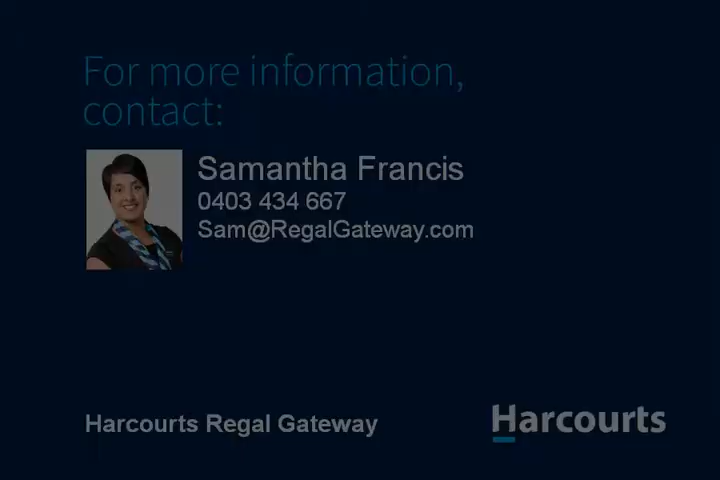 For more information,
contact:
Samantha Francis
0403 434 667
Sam@RegalGateway.com
Harcourts Regal Gateway
Harcourts